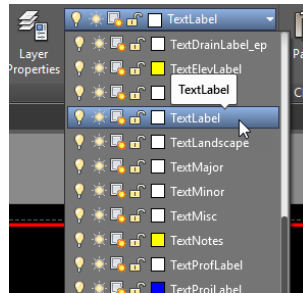 TextLabel
Layer
Properties
TextDrainLabel_ep
TextElevLabel
TextLabel
TextLabel
TextLandscape
TextMajor
TextMinor
TextMisc
TextNotes
TextProfLabel
TextProjLabel